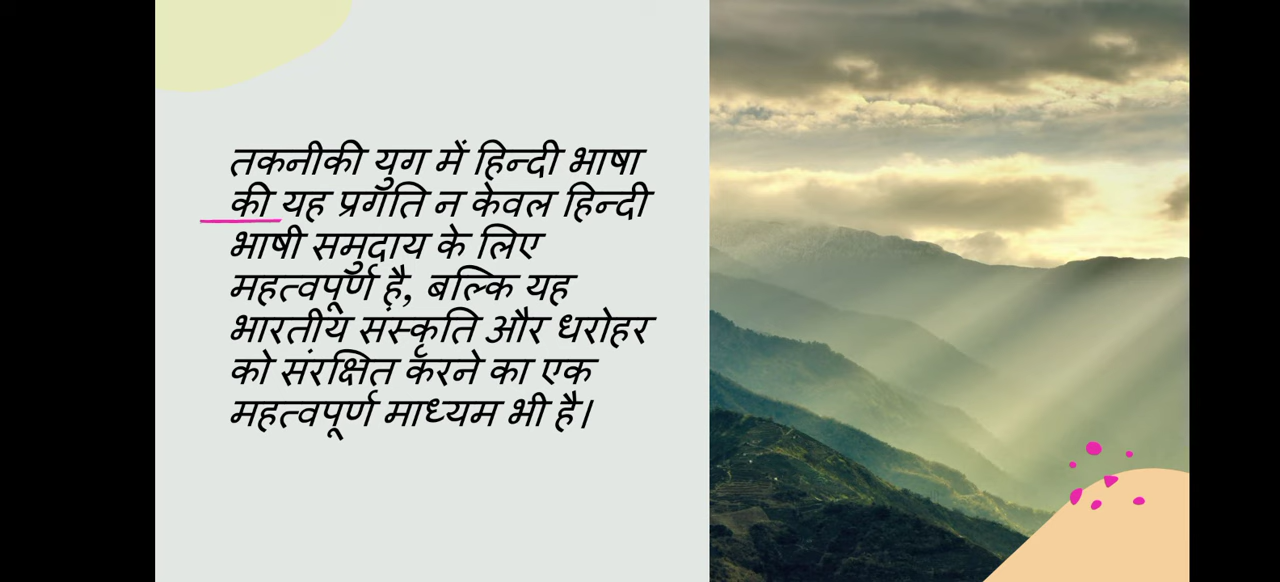 तकनीकी युग में हिन्दी भाषा
की यह प्रगति न केवल हिन्दी
भाषी समुदाय के लिए
महत्वपूर्ण है, बल्कि यह
भारतीय संस्कृति और धरोहर
को संरक्षित करने का एक
महत्वपूर्ण माध्यम भी है।